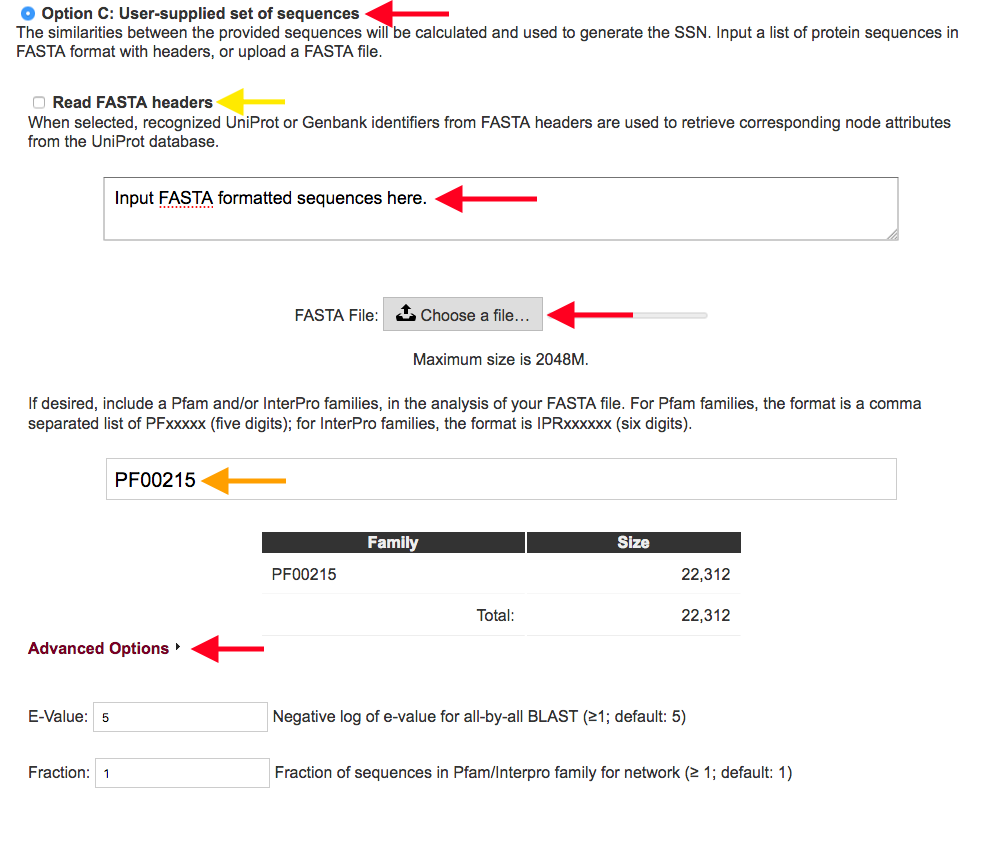 Option C: User-supplied set of sequences
The similarities between the provided sequences will be calculated and used to generate the SSN. Input a list of protein sequences in
FASTA format with headers, or upload a FASTA file.
Read FASTA headers
When selected, recognized UniProt or Genbank identifiers from FASTA headers are used to retrieve corresponding node attributes
from the UniProt database.
Input FASTA formatted sequences here.
FASTA File: Choose a file…
Maximum size is 2048M.
If desired, include a Pfam and/or InterPro families, in the analysis of your FASTA file. For Pfam families, the format is a comma
separated list of PFxxxxx (five digits); for InterPro families, the format is IPRxxxxxx (six digits).
PF00215
Family Size
PF00215 22,312
Total: 22,312
Advanced Options
E-Value: 5 Negative log of e-value for all-by-all BLAST (≥1; default: 5)
Fraction: 1 Fraction of sequences in Pfam/Interpro family for network (≥ 1; default: 1)